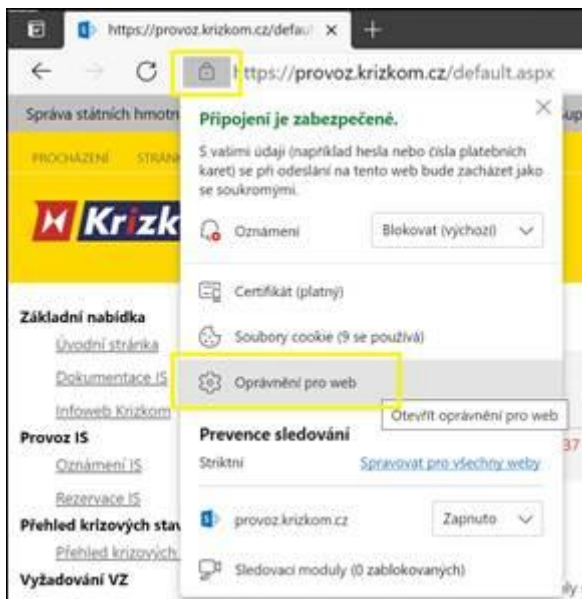 https://provoz.krizkom.cz/defau
https://provoz.krizkom.cz/default.aspx
Správa státních hmotn
PROCHÁZENÍ STRÁN
Krizk
Základní nabídka
Úvodní stránka
Dokumentace IS
Infoweb Krizkom
Provoz IS
Oznámení IS
Rezervace IS
Přehled krizových stav
Přehled krizových
Vyžadování VZ
Připojení je zabezpečené.
S vašimi údaji (například hesla nebo čísla platebních
karet) se při odeslání na tento web bude zacházet jako
se soukromými.
Oznámení Blokovat (výchozí)
Certifikát (platný)
Soubory cookie (9 se používá)
Oprávnění pro web
Otevřít oprávnění pro web
Prevence sledování
Striktní Spravovat pro všechny weby
provoz.krizkom.cz Zapnuto
Sledovací moduly (0 zablokovaných)
up
37